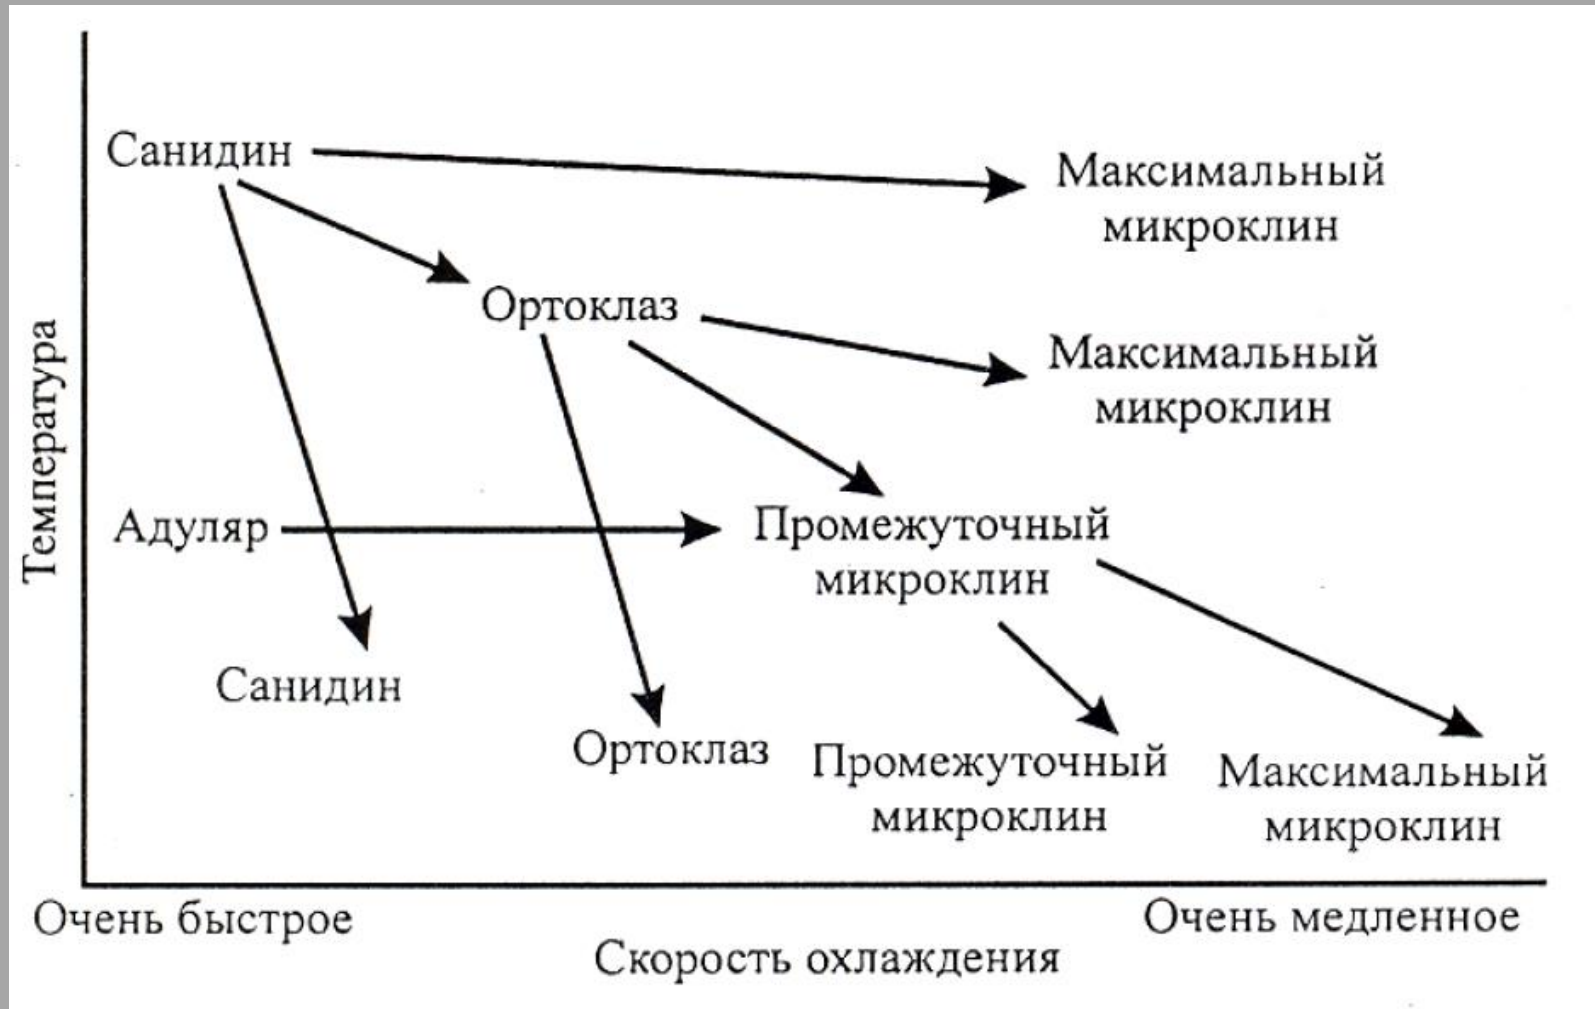 Санидин
Максимальный
микроклин
Ортоклаз
Максимальный
микроклин
Температура
Адуляр
Промежуточный
микроклин
Санидин
Ортоклаз
Промежуточный
микроклин
Максимальный
микроклин
Очень быстрое
Очень медленное
Скорость охлаждения